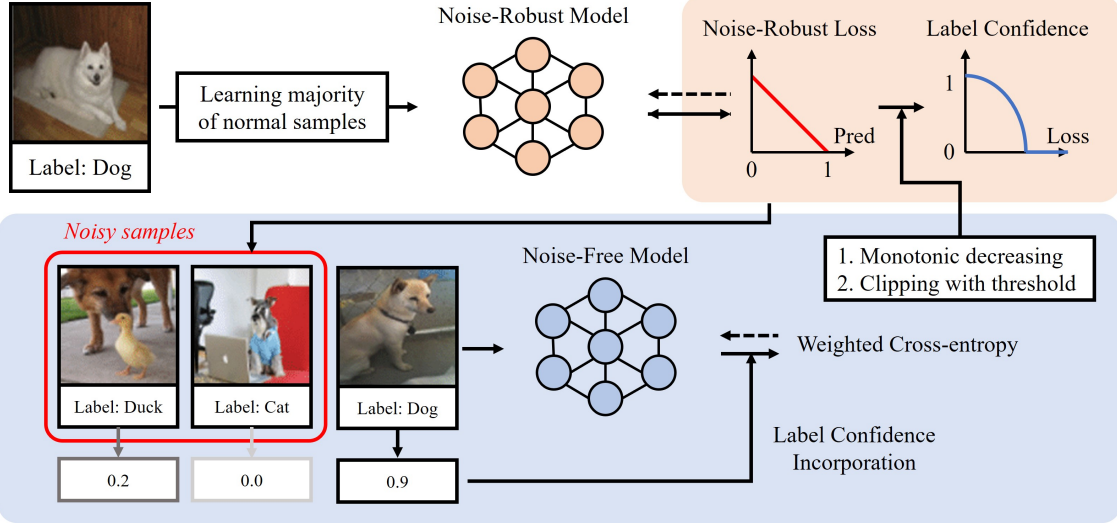 Noise-Robust Model
Learning majority
of normal samples
Label: Dog
Noise-Robust Loss
Label Confidence
1
Pred
0
1
0
Loss
Noisy samples
Noise-Free Model
1. Monotonic decreasing
2. Clipping with threshold
Label: Duck
Label: Cat
Label: Dog
Weighted Cross-entropy
Label Confidence
Incorporation
0.2
0.0
0.9